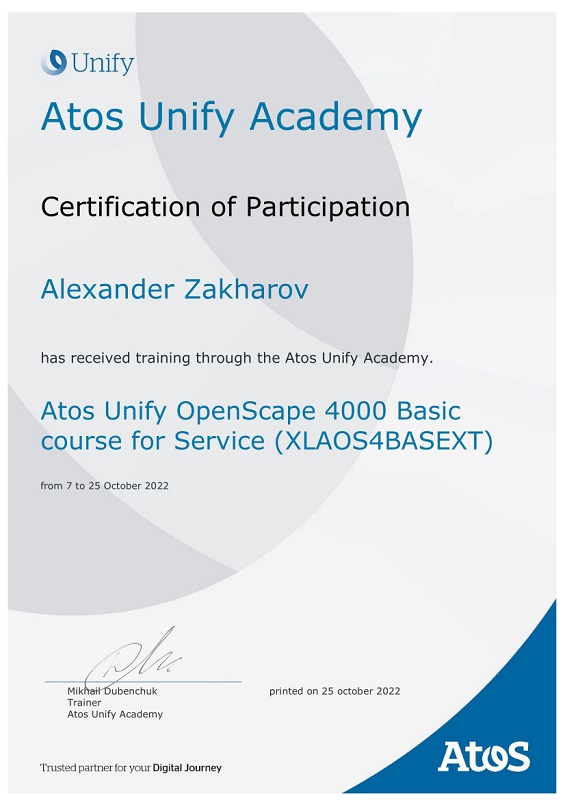 Unify
Atos Unify Academy
Certification of Participation
Alexander Zakharov
has received training through the Atos Unify Academy.
Atos Unify OpenScape 4000 Basic
course for Service (XLAOS4BASEXT)
from 7 to 25 October 2022
Mikhail Dubenchuk
printed on 25 october 2022
Trainer
Atos Unify Academy
Trusted partner for your Digital Journey
Atos